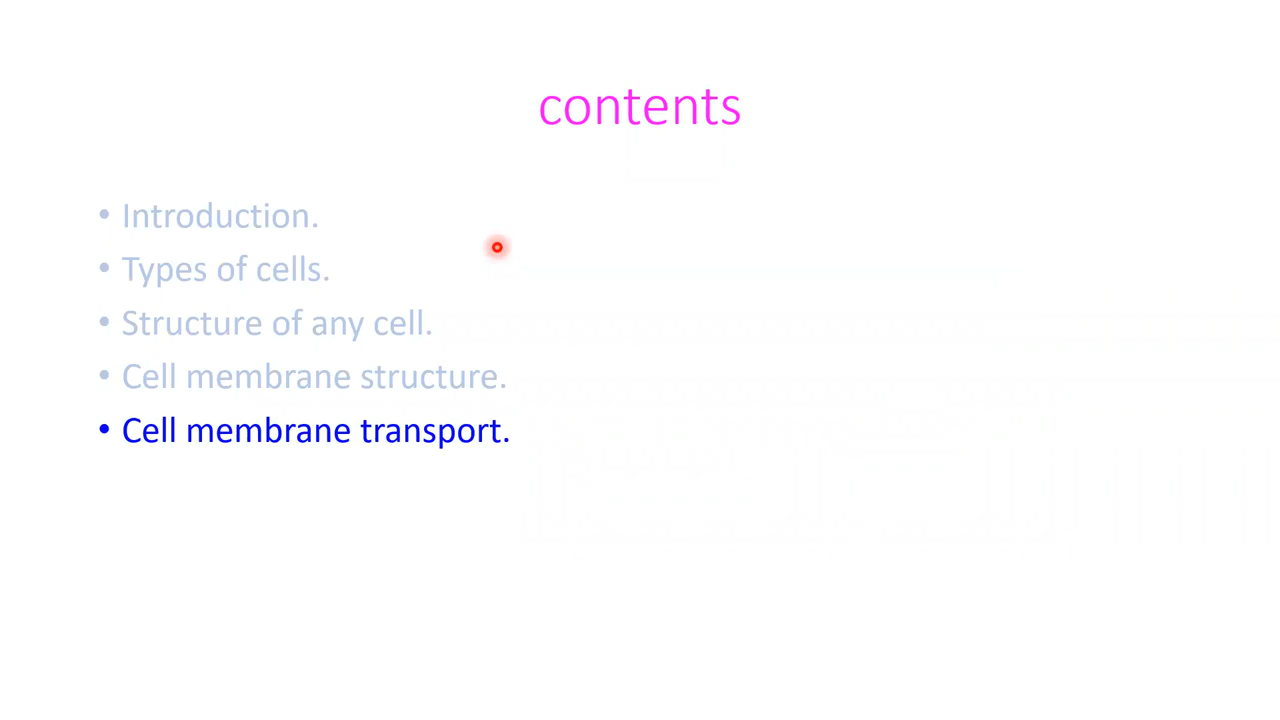 contents
• Introduction.
• Types of cells.
• Structure of any cell.
• Cell membrane structure.
• Cell membrane transport.